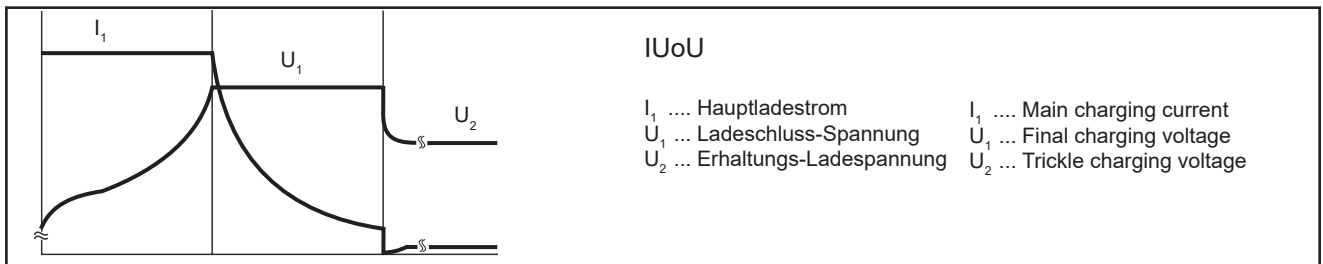 I₁
U₁
U₂
IUoU
I₁ .... Hauptladestrom
U₁ ... Ladeschluss-Spannung
U₂ ... Erhaltungs-Ladespannung
I₁ .... Main charging current
U₁ ... Final charging voltage
U₂ ... Trickle charging voltage